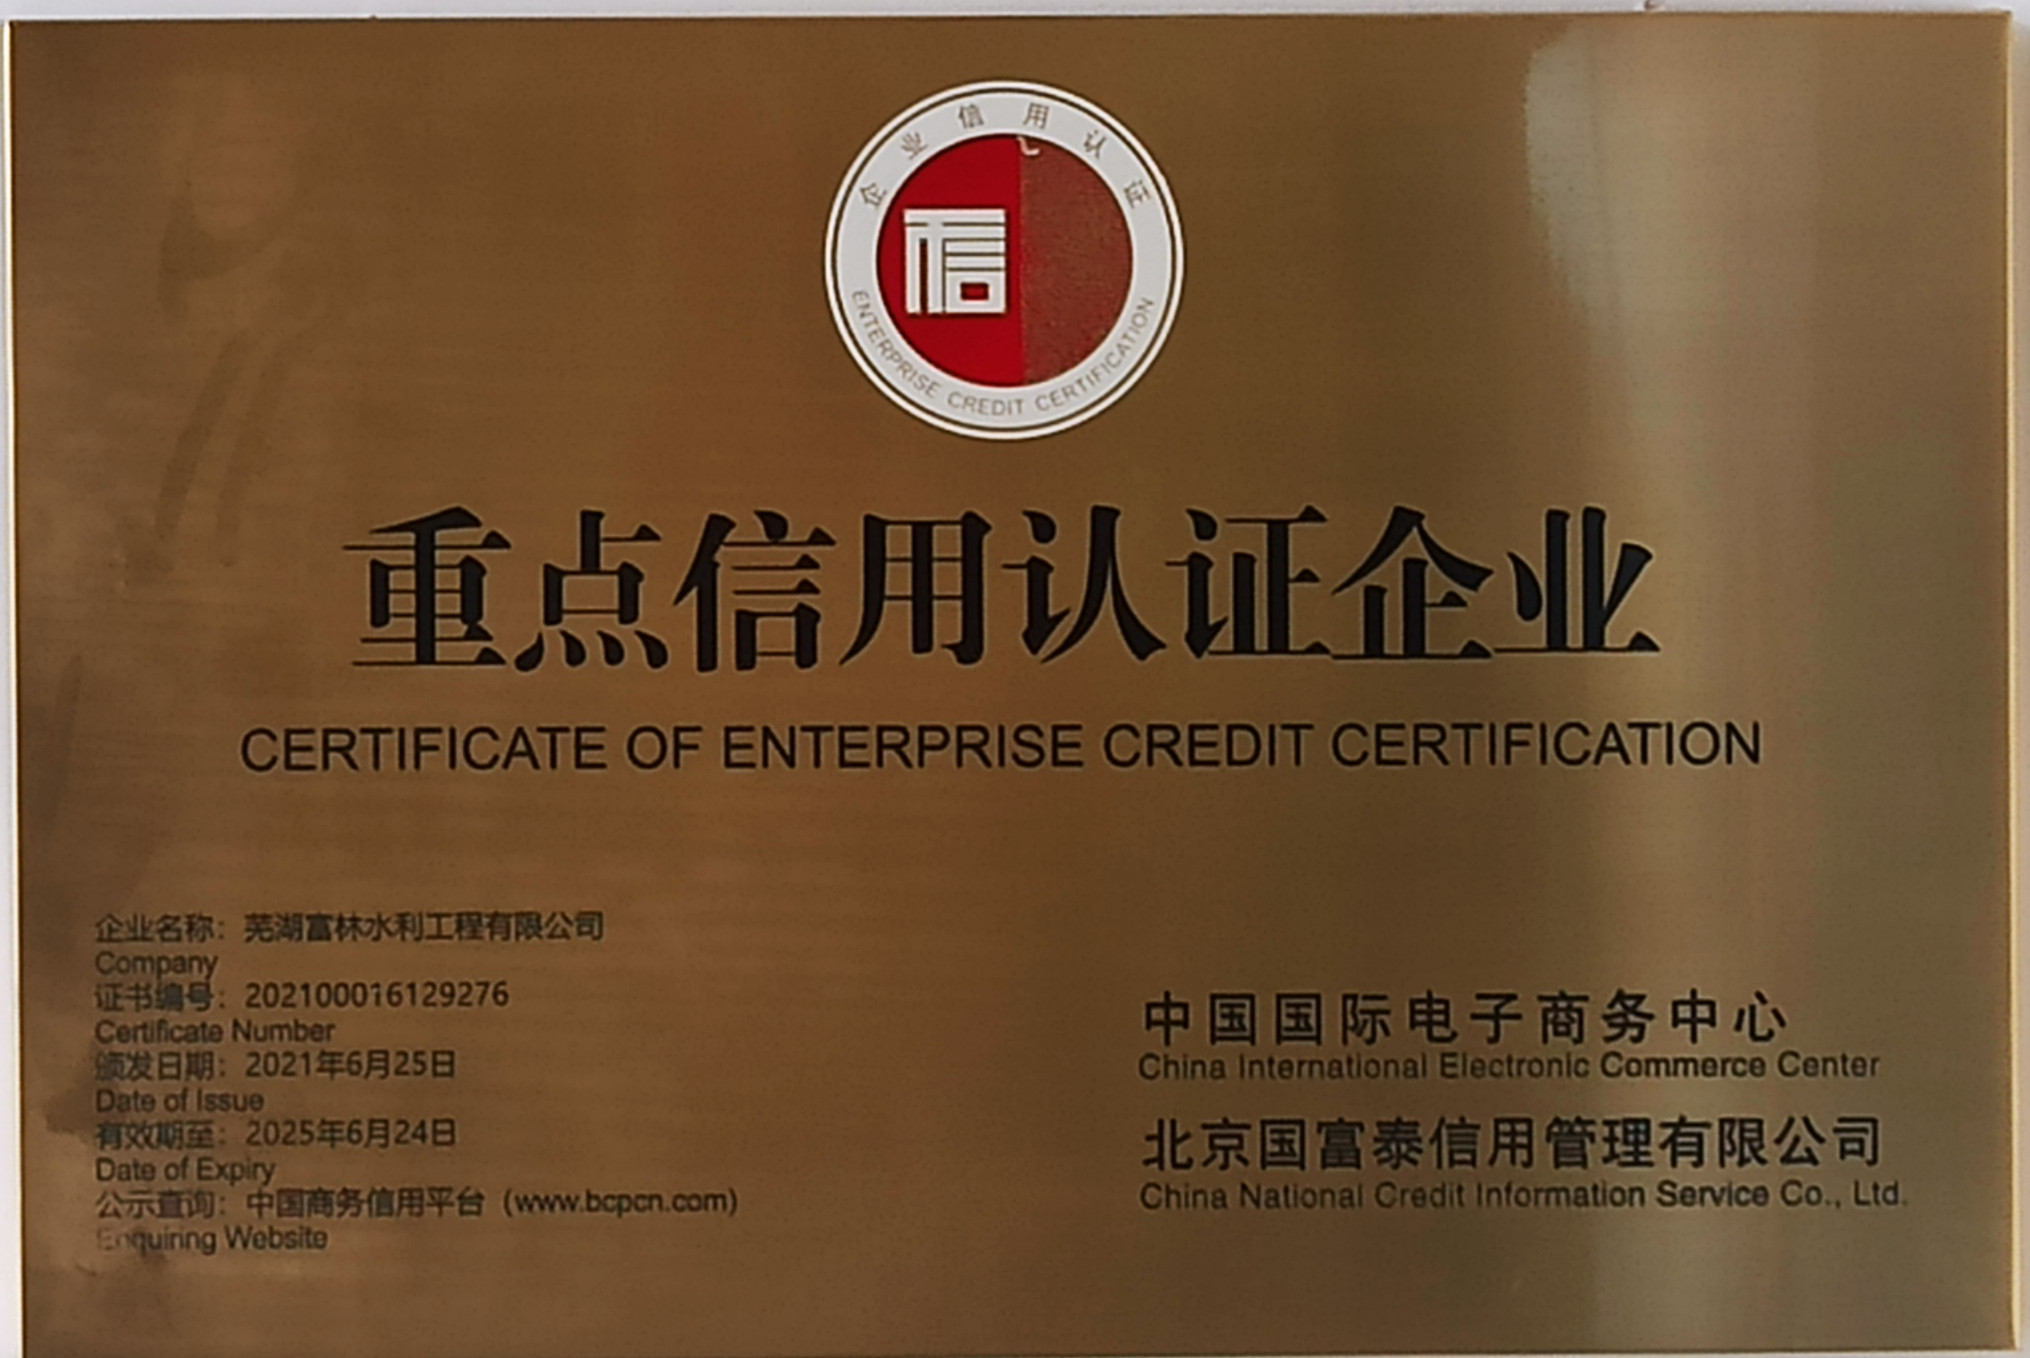 企业信用认证
信
ENTERPRISE CREDIT CERTIFICATION
重点信用认证企业
CERTIFICATE OF ENTERPRISE CREDIT CERTIFICATION
企业名称：芜湖富林水利工程有限公司
Company
证书编号：202100016129276
Certificate Number
颁发日期：2021年6月25日
Date of Issue
有效期至：2025年6月24日
Date of Expiry
公示查询：中国商务信用平台（www.bcpcn.com)
Enquiring Website
中国国际电子商务中心
China International Electronic Commerce Center
北京国富泰信用管理有限公司
China National Credit Information Service Co., Ltd.